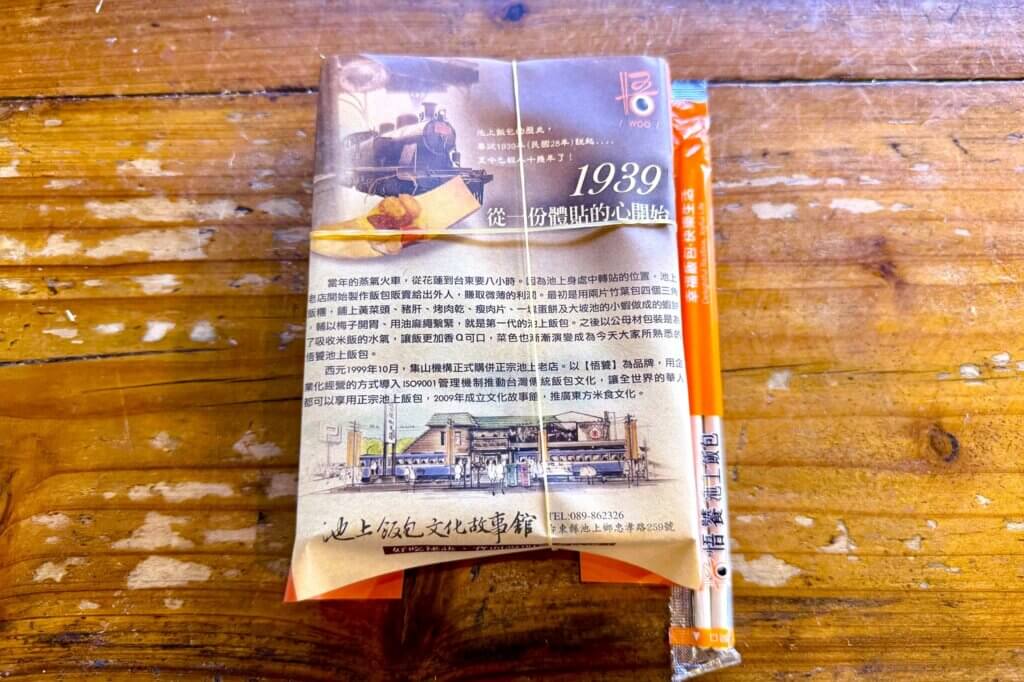 悟
/ WOO /
池上飯包的歷史,
1939年(民國28年)說起....
1939
從一份體貼的心開始
當年的蒸氣火車,從花蓮到台東要八小時。因為池上身處中轉站的位置,池上
老店開始製作飯包販賣給出外人,賺取微薄的利潤。最初是用兩片竹葉包四個三角
飯糰,鋪上黃菜頭、豬肝、烤肉乾、瘦肉片、一塊蛋餅及大坡池的小蝦做成的蝦餅
,輔以梅子開胃、用油麻繩繫緊,就是第一代的池上飯包。之後以公母材包裝是為
了吸收米飯的水氣,讓飯更加香Q可口,菜色也漸漸演變成為今天大家所熟悉的
悟饕池上飯包。
西元1999年10月,集山機構正式購併正宗池上老店。以【悟饕】為品牌,用企
業化經營的方式導入 ISO9001管理機制推動台灣傳統飯包文化,讓全世界的華人
都可以享用正宗池上飯包,2009年成立文化故事館,推廣東方米食文化。
池上飯包文化故事館
TEL:089-862326
台東縣池上鄉忠孝路259號
悟饕池上飯包